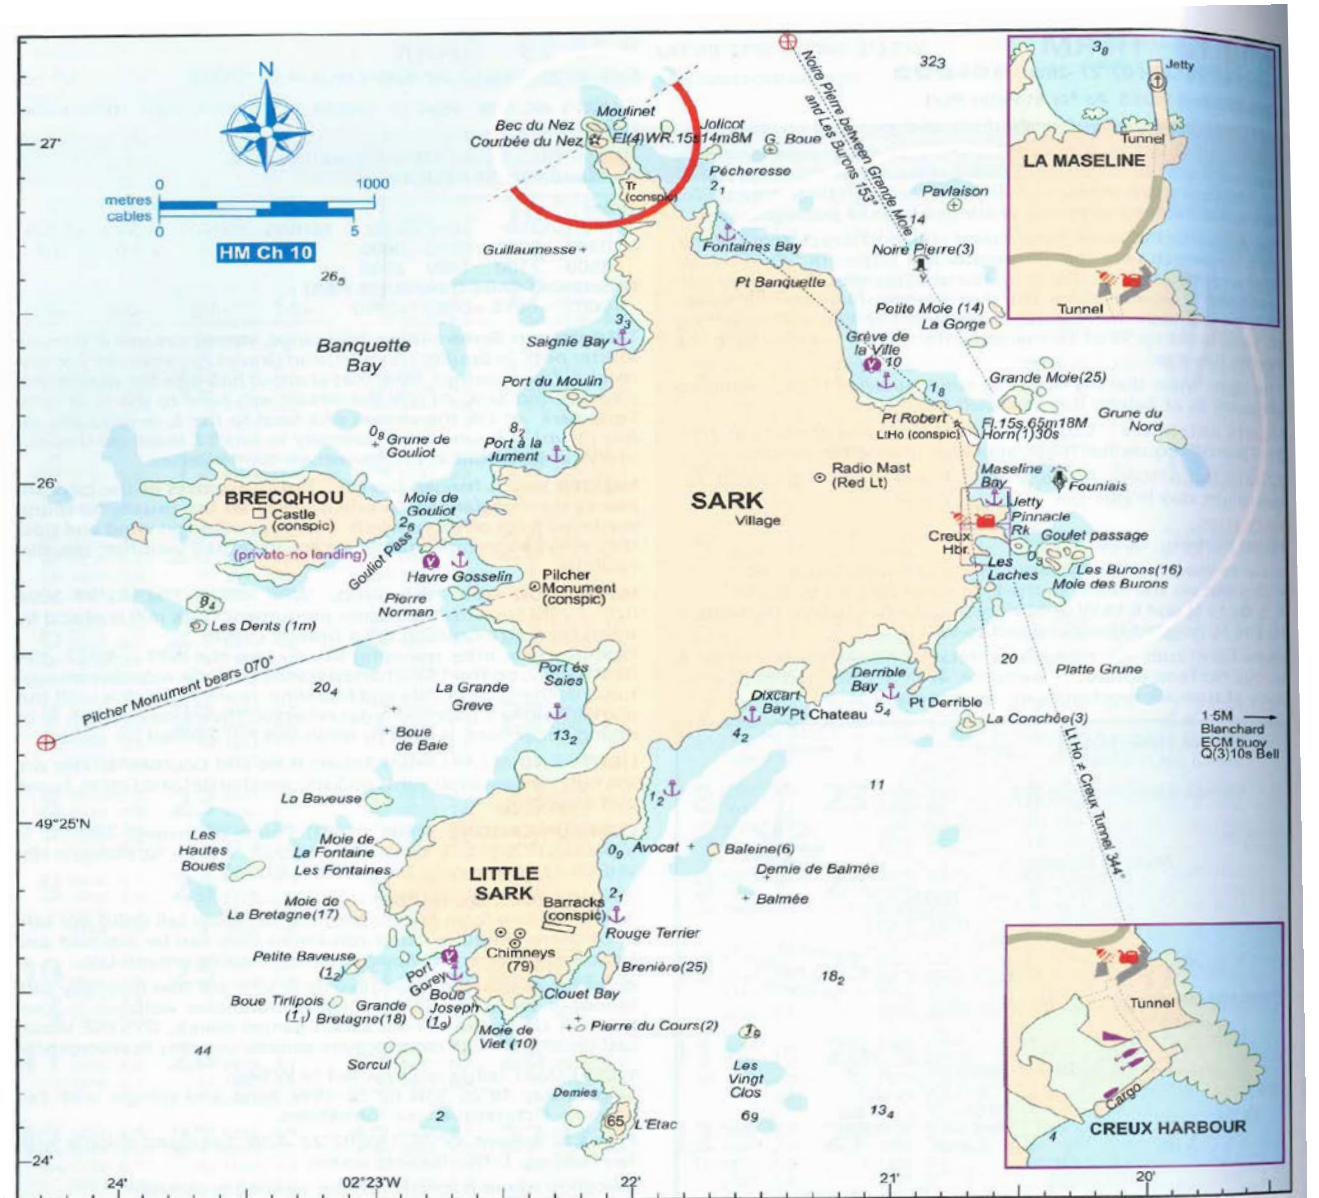 N
0
1000
metres
cables
5
HM Ch 10
27'
26'
49°25'N
24'
24'
02°23'W
22'
21'
20'
Moulinet
Bec du Nez
Courbée du Nez
Fl(4)WR.15s14m8M
Jolicot
G. Boue
Pécheresse
2₁
Tr
(conspic)
32₃
Noire Pierre between Grande Moie
and Les Burons 153°
14
Pavlaison
Noire Pierre(3)
Guillaumesse
Fontaines Bay
Pt Banquette
26₅
Banquette
Bay
3₃
Saignie Bay
Petite Moie (14)
La Gorge
Grève de
la Ville
10
V
Port du Moulin
1₈
Grande Moie(25)
Grune du
Nord
0₈
Grune de
Gouliot
8₂
Port à la
Jument
Pt Robert
LtHo (conspic)
Fl.15s.65m18M
Horn(1)30s
Radio Mast
(Red Lt)
Maseline
Bay
Founiais
Jetty
Pinnacle
Rk
Goulet passage
BRECQHOU
Castle
(conspic)
(private-no landing)
Moie de
Gouliot
2₆
Gouliot Pass
V
Havre Gosselin
SARK
Village
Creux
Hbr.
0₅
Les
Laches
Les Burons(16)
Moie des Burons
Pierre
Norman
Pilcher
Monument
(conspic)
9₄
Les Dents (1m)
Pilcher Monument bears 070°
20₄
La Grande
Greve
Port és
Saies
13₂
Boue
de Baie
Derrible
Bay
5₄
Dixcart
Bay
4₂
Pt Chateau
Pt Derrible
20
Platte Grune
La Conchée(3)
1·5M
Blanchard
ECM buoy
Q(3)10s Bell
Lt Ho ≠ Creux Tunnel 344°
La Baveuse
1₂
11
Les
Hautes
Boues
Moie de
La Fontaine
Les Fontaines
0₉
Avocat
Baleine(6)
Demie de Balmée
Balmée
LITTLE
SARK
Moie de
La Bretagne(17)
Barracks
(conspic)
2₁
Rouge Terrier
Chimneys
(79)
Petite Baveuse
(1₂)
Port
Gorey
V
Brenière(25)
18₂
Boue Tirlipois
(1₁)
Grande
Bretagne(18)
Boue
Joseph
(1₉)
Clouet Bay
Moie de
Viet (10)
Pierre du Cours(2)
44
Sercul
1₉
Les
Vingt
Clos
6₉
13₄
2
Demies
65
L'Etac
3₈
Jetty
Tunnel
LA MASELINE
Tunnel
Tunnel
Cargo
4
CREUX HARBOUR